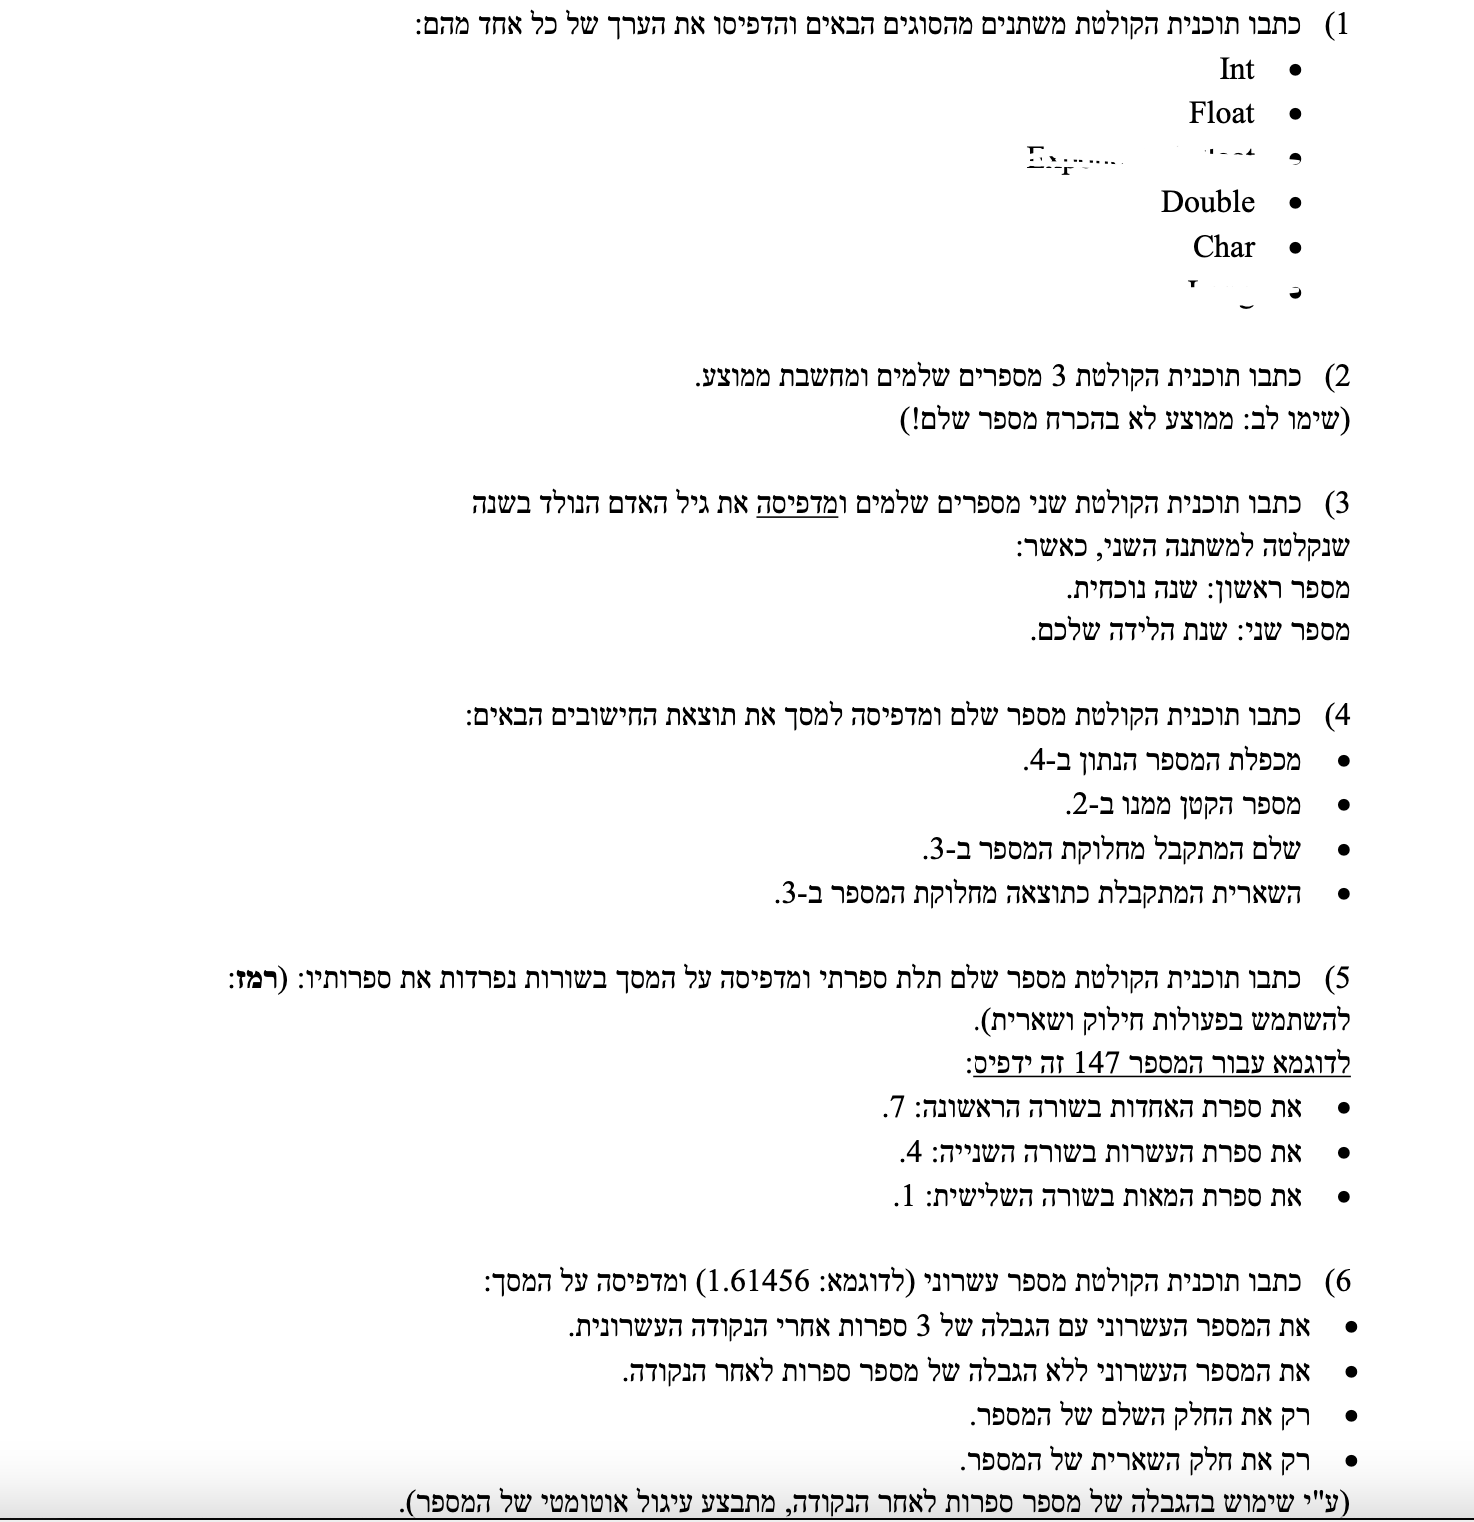 1) כתבו תוכנית הקולטת משתנים מהסוגים הבאים והדפיסו את הערך של כל אחד מהם:
• Int
• Float
• Double
• Char
2) כתבו תוכנית הקולטת 3 מספרים שלמים ומחשבת ממוצע.
(שימו לב: ממוצע לא בהכרח מספר שלם!)
3) כתבו תוכנית הקולטת שני מספרים שלמים ומדפיסה את גיל האדם הנולד בשנה
שנקלטה למשתנה השני, כאשר:
מספר ראשון: שנה נוכחית.
מספר שני: שנת הלידה שלכם.
4) כתבו תוכנית הקולטת מספר שלם ומדפיסה למסך את תוצאת החישובים הבאים:
• מכפלת המספר הנתון ב-4.
• מספר הקטן ממנו ב-2.
• שלם המתקבל מחלוקת המספר ב-3.
• השארית המתקבלת כתוצאה מחלוקת המספר ב-3.
5) כתבו תוכנית הקולטת מספר שלם תלת ספרתי ומדפיסה על המסך בשורות נפרדות את ספרותיו: (רמז:
להשתמש בפעולות חילוק ושארית).
לדוגמא עבור המספר 147 זה ידפיס:
• את ספרת האחדות בשורה הראשונה: 7.
• את ספרת העשרות בשורה השנייה: 4.
• את ספרת המאות בשורה השלישית: 1.
6) כתבו תוכנית הקולטת מספר עשרוני (לדוגמא: 1.61456) ומדפיסה על המסך:
• את המספר העשרוני עם הגבלה של 3 ספרות אחרי הנקודה העשרונית.
• את המספר העשרוני ללא הגבלה של מספר ספרות לאחר הנקודה.
• רק את החלק השלם של המספר.
• רק את חלק השארית של המספר.
(ע"י שימוש בהגבלה של מספר ספרות לאחר הנקודה, מתבצע עיגול אוטומטי של המספר).